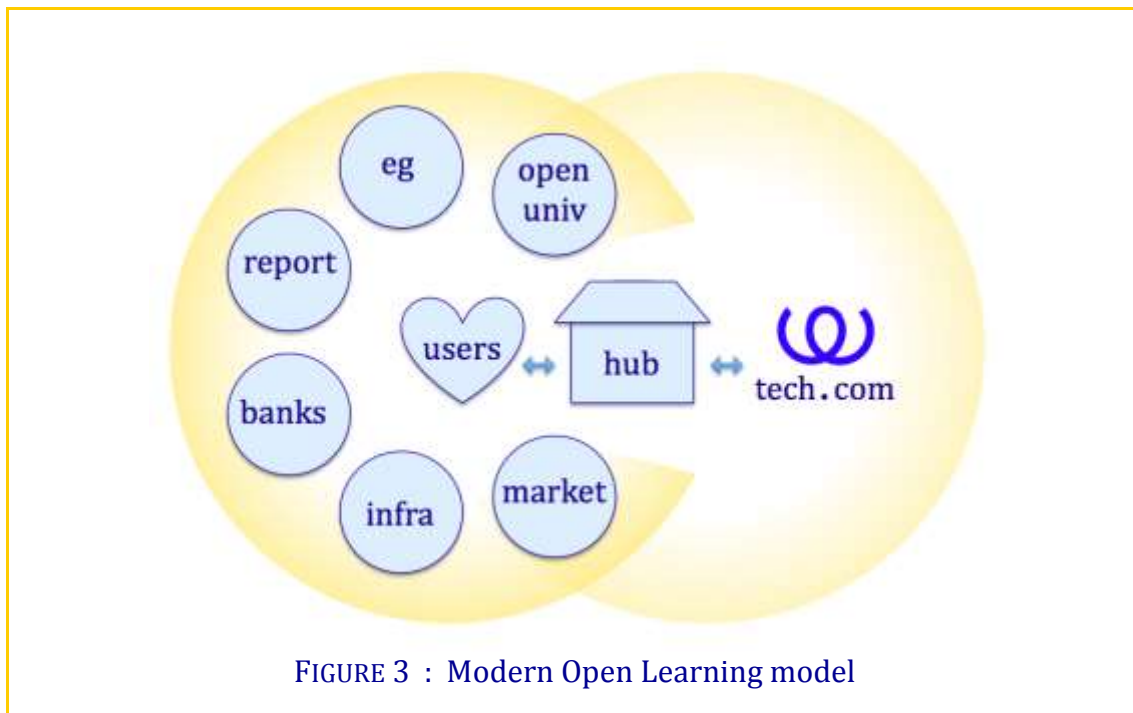 eg
open
univ
report
users
hub
tech.com
banks
infra
market
FIGURE 3 : Modern Open Learning model